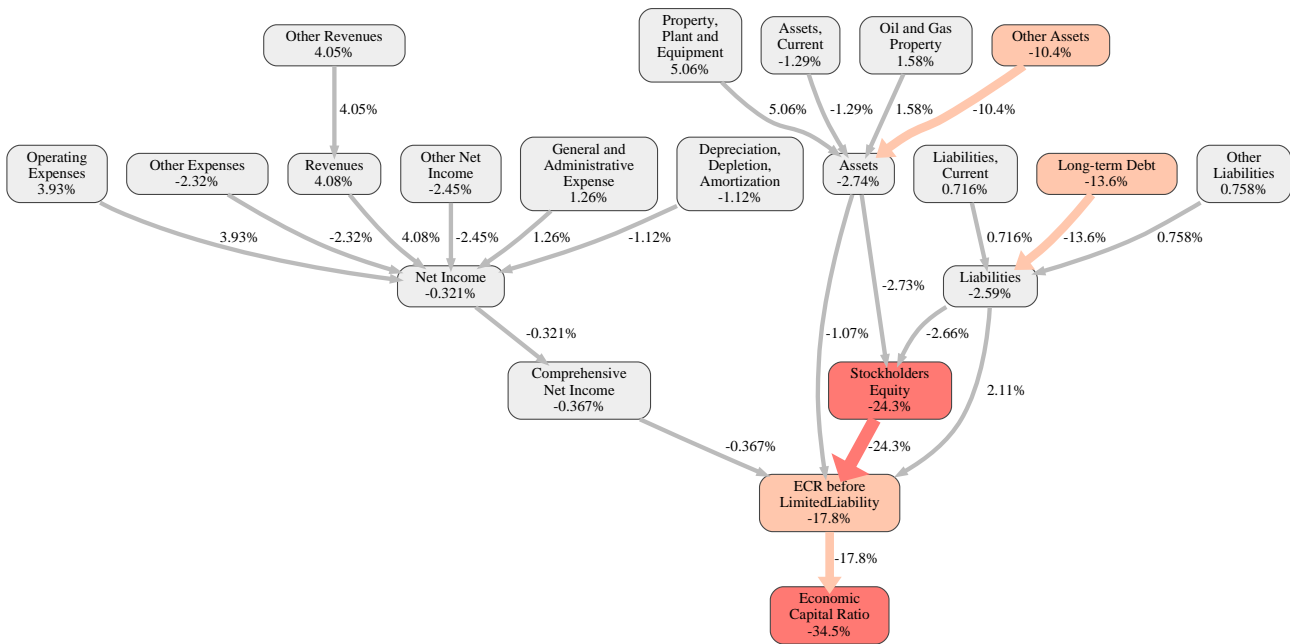 Other Revenues
4.05%
Property,
Plant and
Equipment
5.06%
Assets,
Current
-1.29%
Oil and Gas
Property
1.58%
Other Assets
-10.4%
4.05%
5.06%
-1.29%
1.58%
-10.4%
Operating
Expenses
3.93%
Other Expenses
-2.32%
Revenues
4.08%
Other Net
Income
-2.45%
General and
Administrative
Expense
1.26%
Depreciation,
Depletion,
Amortization
-1.12%
Assets
-2.74%
Liabilities,
Current
0.716%
Long-term Debt
-13.6%
Other
Liabilities
0.758%
3.93%
-2.32%
4.08%
-2.45%
1.26%
-1.12%
0.716%
-13.6%
0.758%
Net Income
-0.321%
Liabilities
-2.59%
-2.73%
-0.321%
-1.07%
-2.66%
Comprehensive
Net Income
-0.367%
Stockholders
Equity
-24.3%
2.11%
-0.367%
-24.3%
ECR before
LimitedLiability
-17.8%
-17.8%
Economic
Capital Ratio
-34.5%